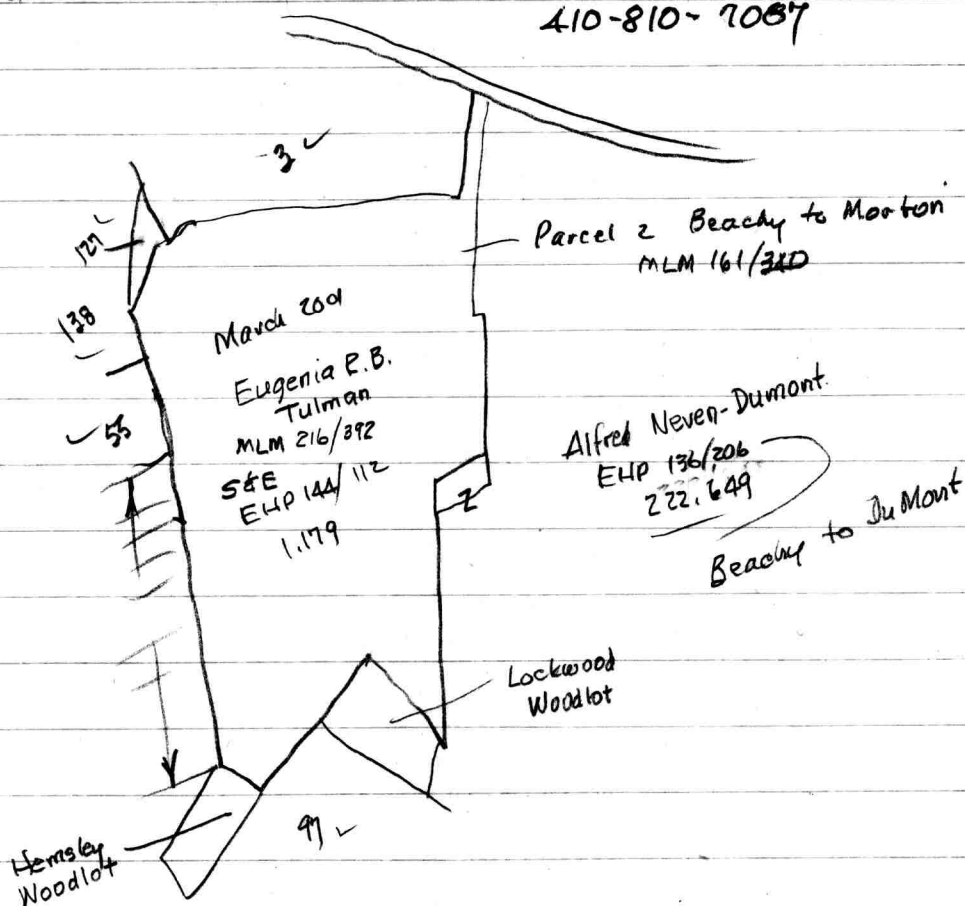 410-810-7087
3 ✓
127 ✓
Parcel 2 Beachy to Morton
MLM 161/340
138 ✓
March 2001
Eugenia R.B.
Tulman
MLM 216/392
✓ 55
S&E
EHP 144/112
1.179
Alfred Neven-Dumont
EHP 136/206
222.649
Z
Beachy to DuMont
Lockwood
Woodlot
97 ✓
Hemsley
Woodlot